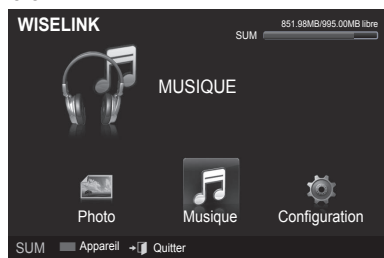 WISELINK
851.98MB/995.00MB libre
SUM
MUSIQUE
Photo Musique Configuration
SUM Appareil Quitter